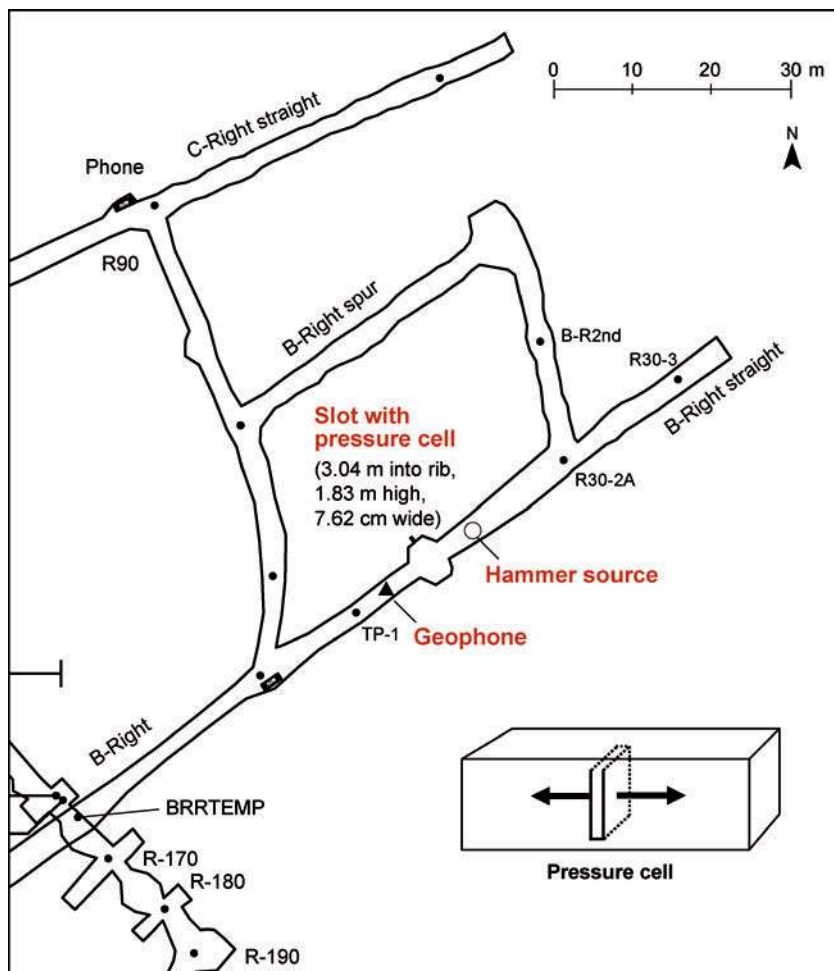 0 10 20 30 m
N
C-Right straight
Phone
R90
B-Right spur
B-R2nd
R30-3
B-Right straight
Slot with
pressure cell
(3.04 m into rib,
1.83 m high,
7.62 cm wide)
R30-2A
Hammer source
TP-1
Geophone
B-Right
BRRTEMP
R-170
R-180
R-190
Pressure cell